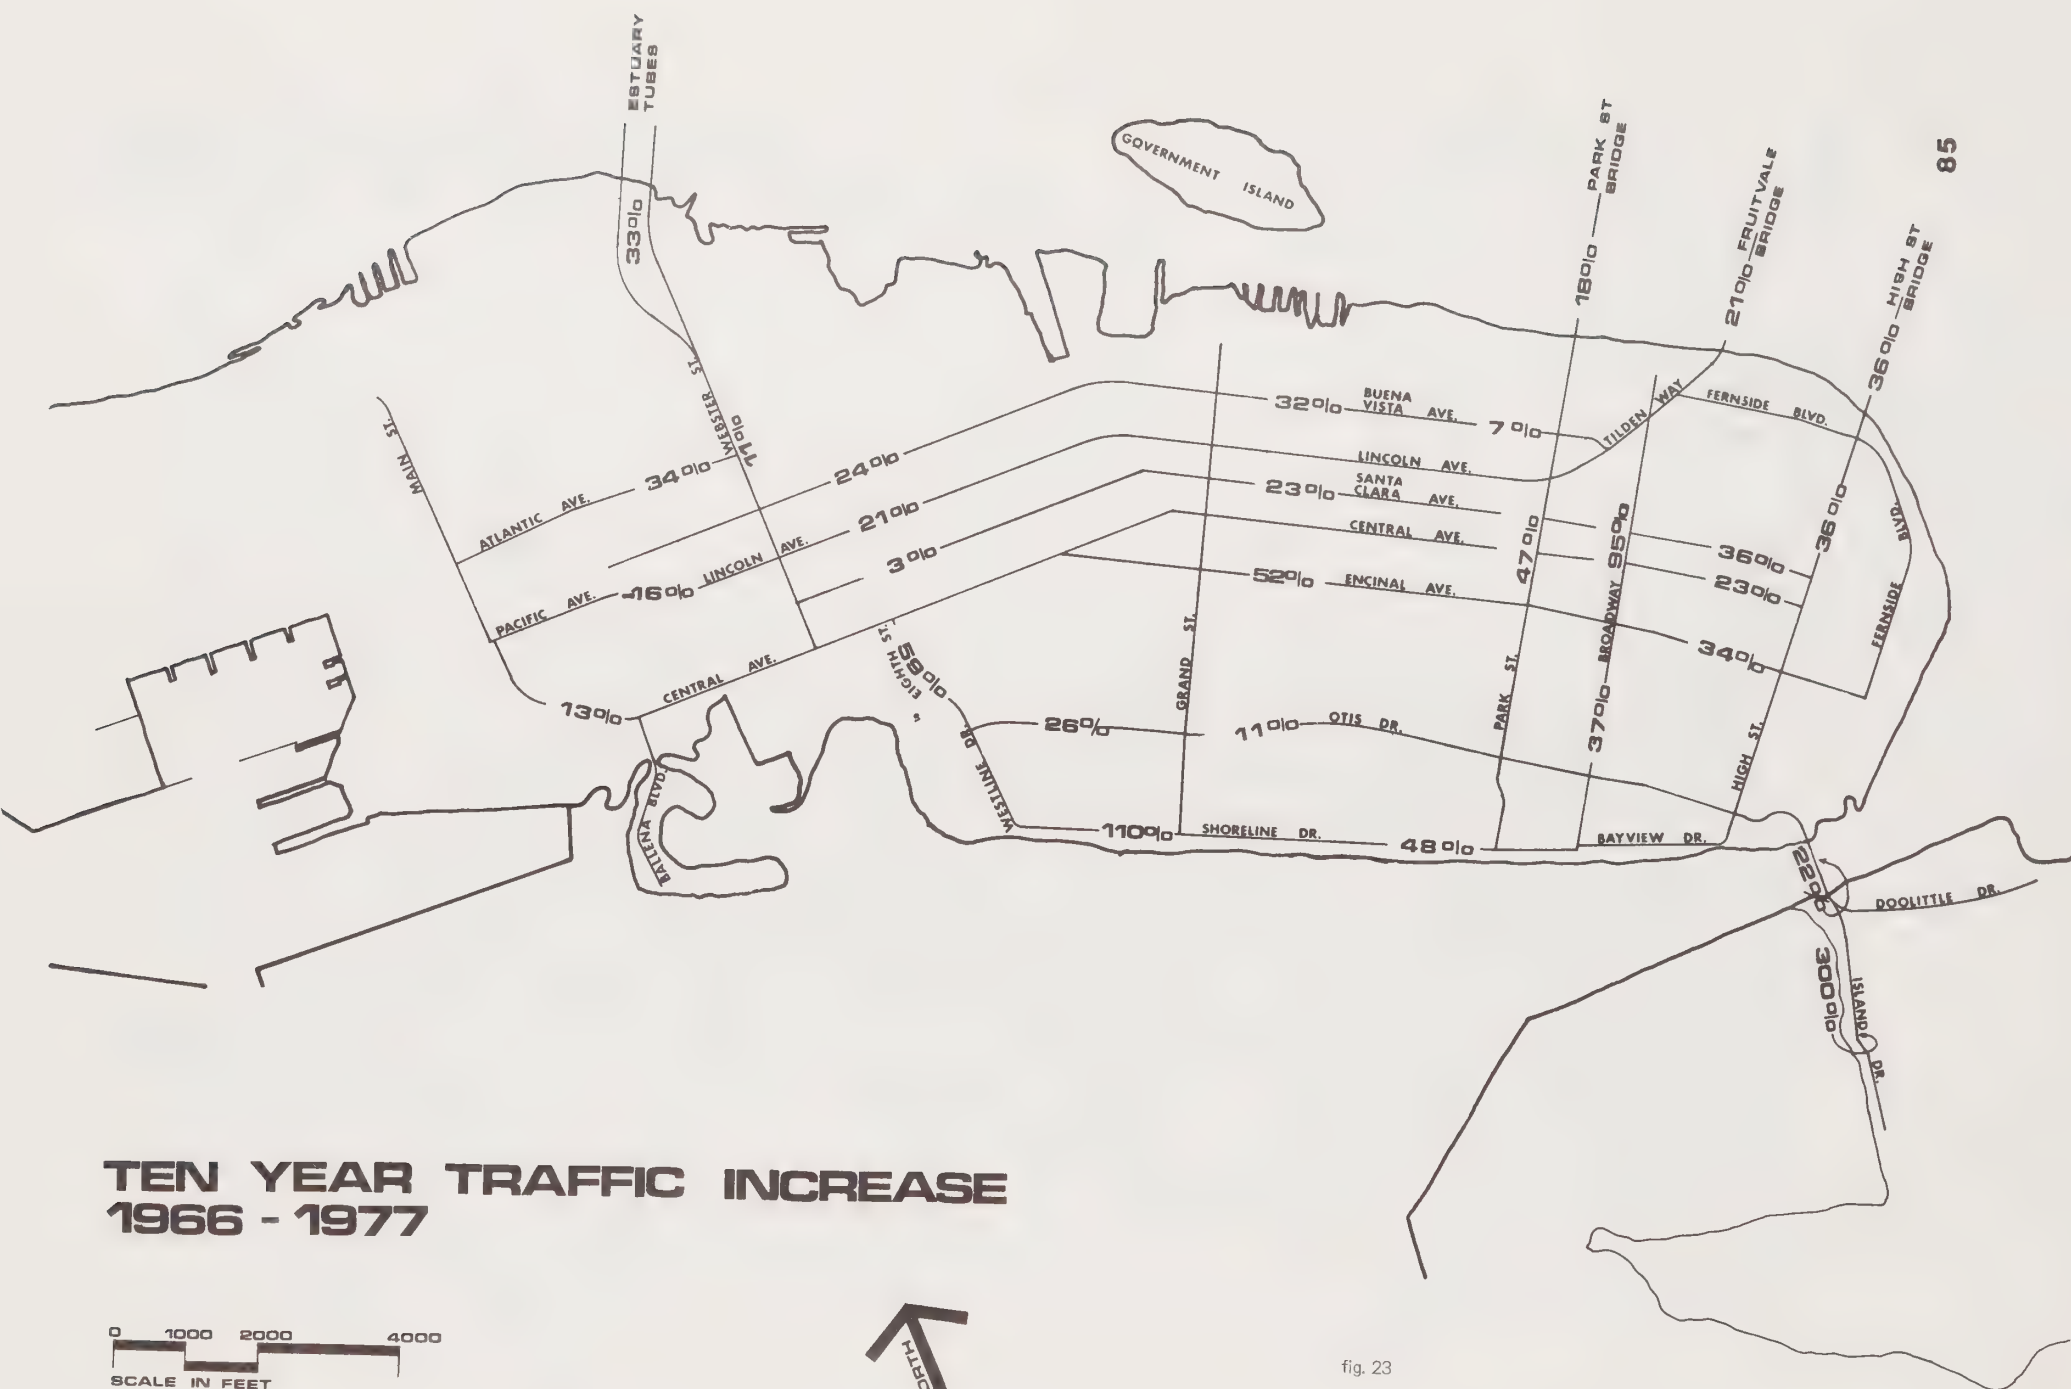 ESTUARY
TUBES
33%
GOVERNMENT ISLAND
PARK ST
BRIDGE
18%
FRUITVALE
BRIDGE
21%
HIGH ST
BRIDGE
36%
85
MAIN ST.
WEBSTER ST.
11%
ATLANTIC AVE.
34%
24%
32%
BUENA
VISTA AVE.
7%
TILDEN WAY
FERNSIDE BLVD.
PACIFIC AVE.
-16%
LINCOLN AVE.
21%
LINCOLN AVE.
3%
23%
SANTA
CLARA AVE.
36%
CENTRAL AVE.
23%
52%
ENCINAL AVE.
34%
47%
PARK ST.
95%
BROADWAY
37%
36%
HIGH ST.
FERNSIDE BLVD.
13%
CENTRAL AVE.
BALLENA BLVD.
EIGHTH ST.
59%
WESTLINE DR.
26%
GRAND ST.
11%
OTIS DR.
110%
SHORELINE DR.
48%
BAYVIEW DR.
22%
DOOLITTLE DR.
300%
ISLAND DR.
TEN YEAR TRAFFIC INCREASE
1966 - 1977
0 1000 2000 4000
SCALE IN FEET
fig. 23